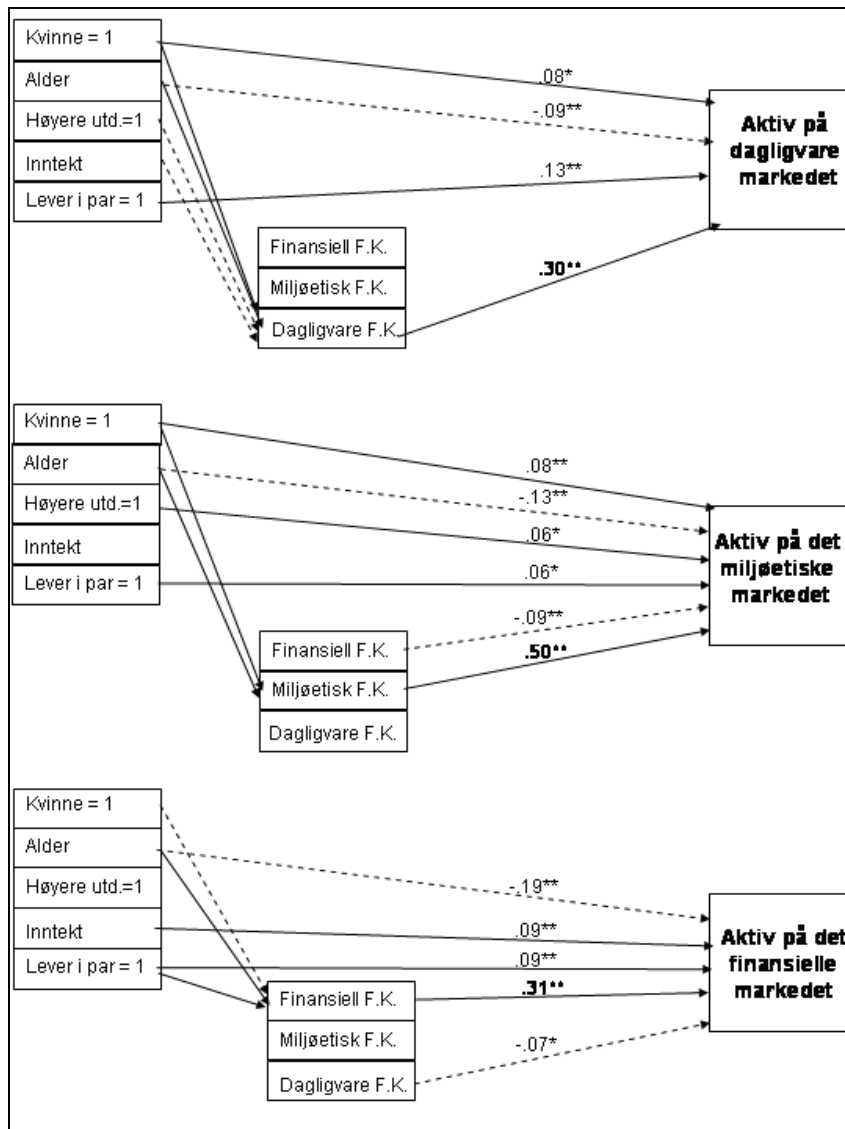 Kvinne = 1
Alder
Høyere utd.=1
Inntekt
Lever i par = 1
.08*
-.09**
.13**
Aktiv på
dagligvare
markedet
Finansiell F.K.
Miljøetisk F.K.
Dagligvare F.K.
.30**
Kvinne = 1
Alder
Høyere utd.=1
Inntekt
Lever i par = 1
.08**
-.13**
.06*
.06*
-.09**
.50**
Aktiv på det
miljøetiske
markedet
Finansiell F.K.
Miljøetisk F.K.
Dagligvare F.K.
Kvinne = 1
Alder
Høyere utd.=1
Inntekt
Lever i par = 1
-.19**
.09**
.09**
.31**
-.07*
Aktiv på det
finansielle
markedet
Finansiell F.K.
Miljøetisk F.K.
Dagligvare F.K.